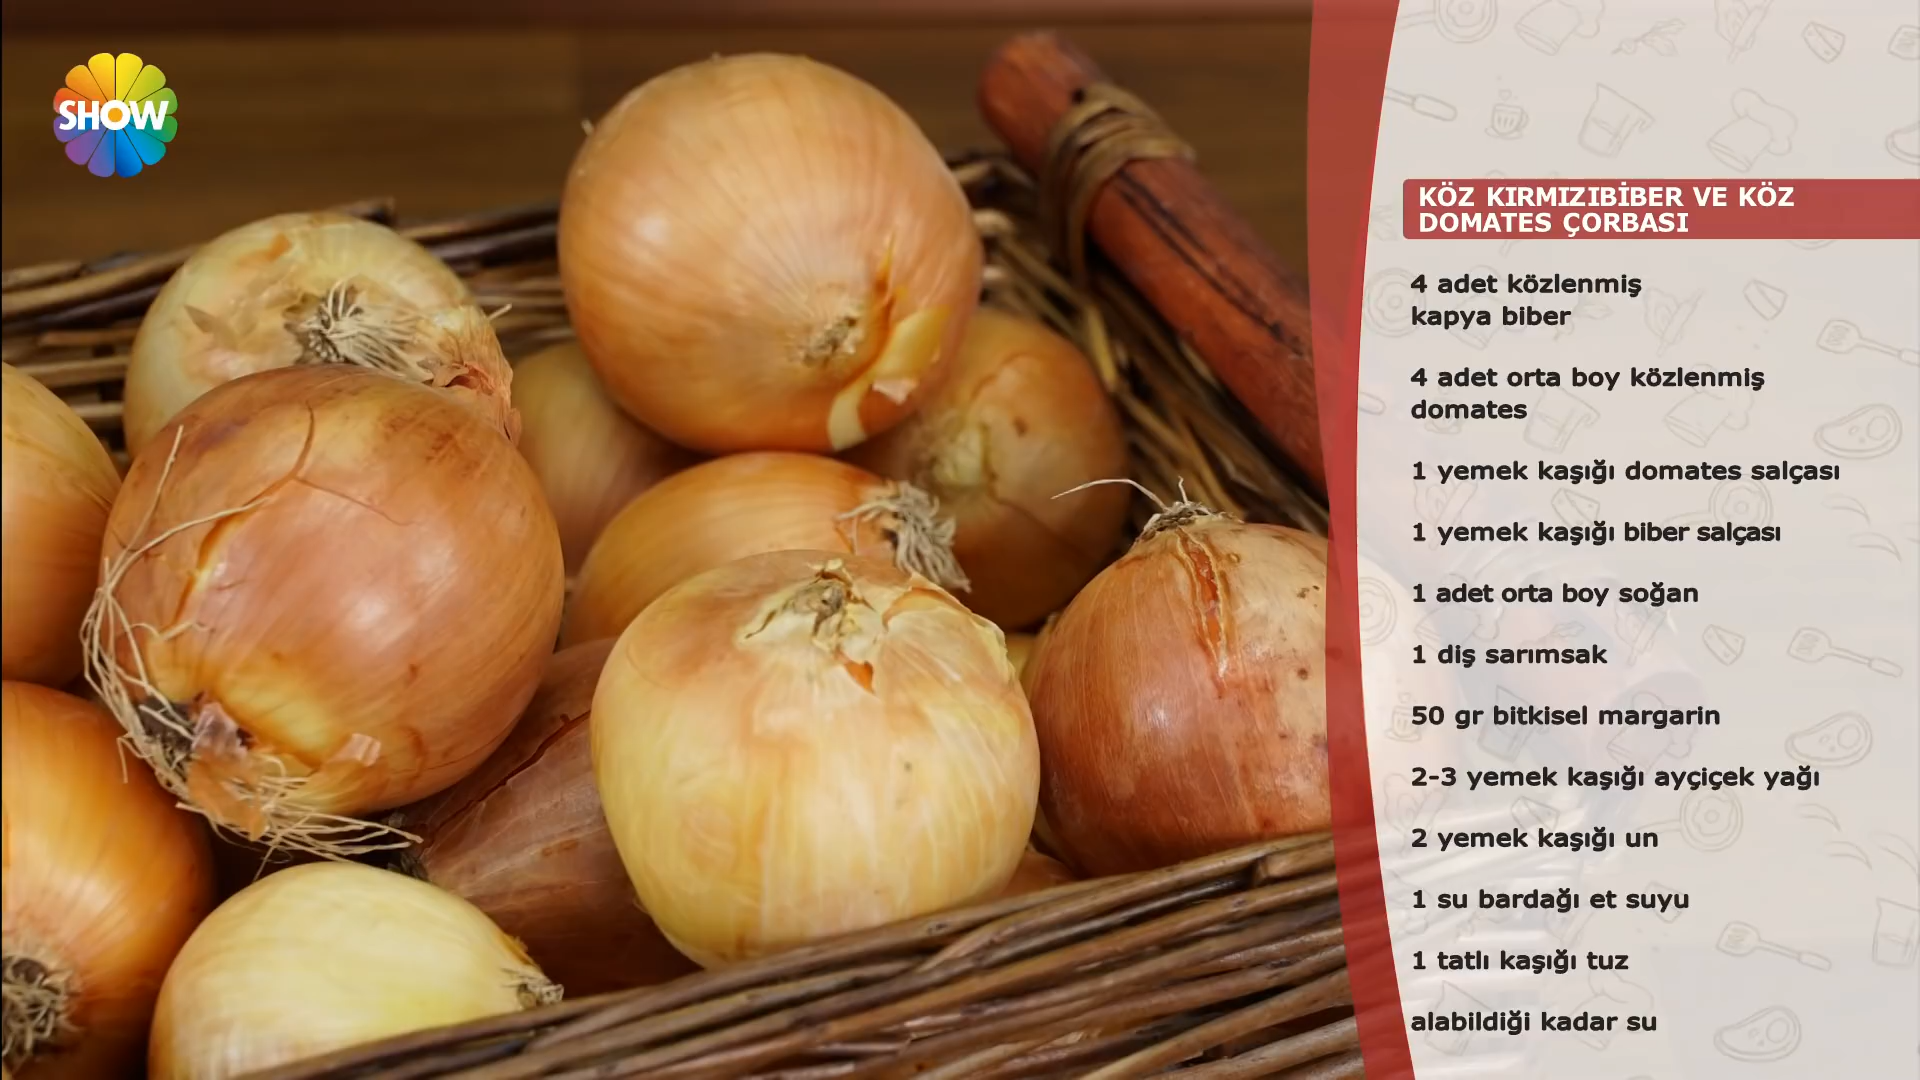 SHOW
KÖZ KIRMIZIBİBER VE KÖZ
DOMATES ÇORBASI
4 adet közlenmiş
kapya biber
4 adet orta boy közlenmiş
domates
1 yemek kaşığı domates salçası
1 yemek kaşığı biber salçası
1 adet orta boy soğan
1 diş sarımsak
50 gr bitkisel margarin
2-3 yemek kaşığı ayçiçek yağı
2 yemek kaşığı un
1 su bardağı et suyu
1 tatlı kaşığı tuz
alabildiği kadar su